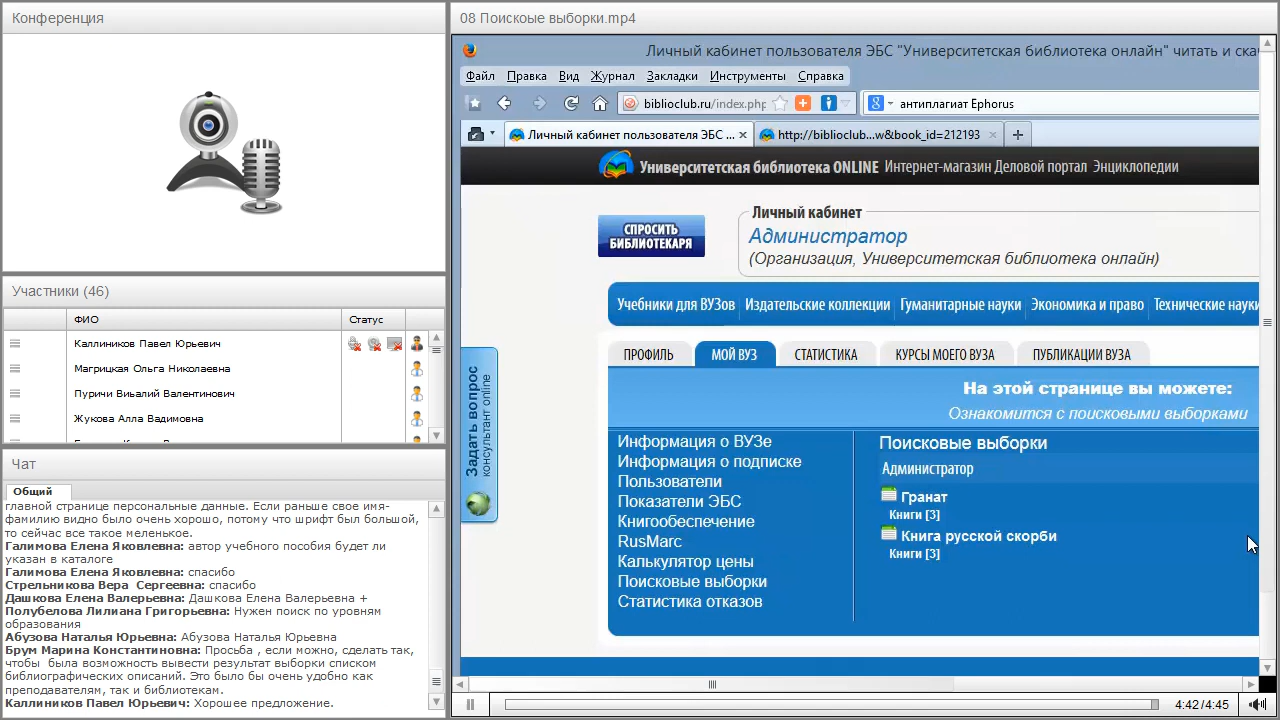 Конференция
Участники (46)
ФИО
Статус
Каллиников Павел Юрьевич
Магрицкая Ольга Николаевна
Пуричи Виьалий Валентинович
Жукова Алла Вадимовна
Чат
Общий
главной странице персональные данные. Если раньше свое имя-
фамилию видно было очень хорошо, потому что шрифт был большой,
то сейчас все такое меленькое.
Галимова Елена Яковлевна: автор учебного пособия будет ли
указан в каталоге
Галимова Елена Яковлевна: спасибо
Стрельникова Вера Сергеевна: спасибо
Дашкова Елена Валерьевна: Дашкова Елена Валерьевна +
Полубелова Лилиана Григорьевна: Нужен поиск по уровням
образования
Абузова Наталья Юрьевна: Абузова Наталья Юрьевна
Брум Марина Константиновна: Просьба , если можно, сделать так,
чтобы была возможность вывести результат выборки списком
библиографических описаний. Это было бы очень удобно как
преподавателям, так и библиотекам.
Каллиников Павел Юрьевич: Хорошее предложение.
08 Поискоые выборки.mp4
Личный кабинет пользователя ЭБС "Университетская библиотека онлайн" читать и ска
Файл Правка Вид Журнал Закладки Инструменты Справка
biblioclub.ru/index.php
антиплагиат Ephorus
Личный кабинет пользователя ЭБС ...
http://biblioclub...w&book_id=212193
Университетская библиотека ONLINE Интернет-магазин Деловой портал Энциклопедии
СПРОСИТЬ
БИБЛИОТЕКАРЯ
Личный кабинет
Администратор
(Организация, Университетская библиотека онлайн)
Учебники для ВУЗов Издательские коллекции Гуманитарные науки Экономика и право Технические науки
ПРОФИЛЬ МОЙ ВУЗ СТАТИСТИКА КУРСЫ МОЕГО ВУЗА ПУБЛИКАЦИИ ВУЗА
На этой странице вы можете:
Ознакомится с поисковыми выборками
Задать вопрос
консультант online
Информация о ВУЗе
Информация о подписке
Пользователи
Показатели ЭБС
Книгообеспечение
RusMarc
Калькулятор цены
Поисковые выборки
Статистика отказов
Поисковые выборки
Администратор
Гранат
Книги [3]
Книга русской скорби
Книги [3]
4:42/4:45